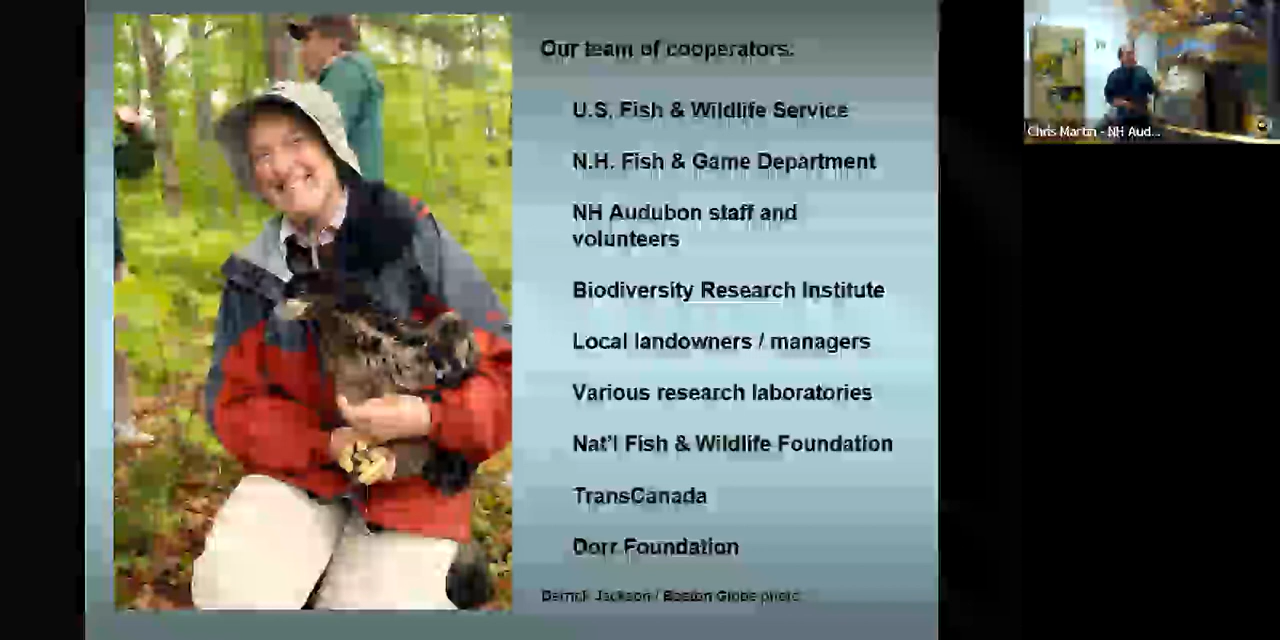 Our team of cooperators:
U.S. Fish & Wildlife Service
N.H. Fish & Game Department
NH Audubon staff and
volunteers
Biodiversity Research Institute
Local landowners / managers
Various research laboratories
Nat'l Fish & Wildlife Foundation
TransCanada
Dorr Foundation
Derrick Jackson / Boston Globe photo
Chris Martin - NH Aud...